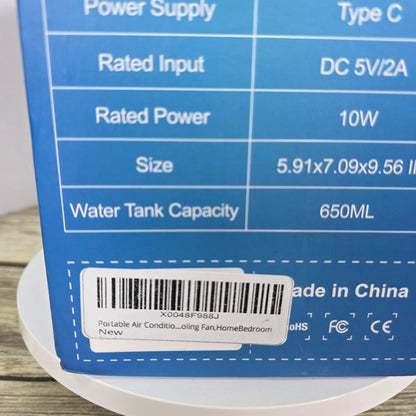 Power Supply Type C
Rated Input DC 5V/2A
Rated Power 10W
Size 5.91x7.09x9.56 I
Water Tank Capacity 650ML
ade in China
X0048F988J
Portable Air Conditio...oling Fan,HomeBedroom
New
oHS FC CE